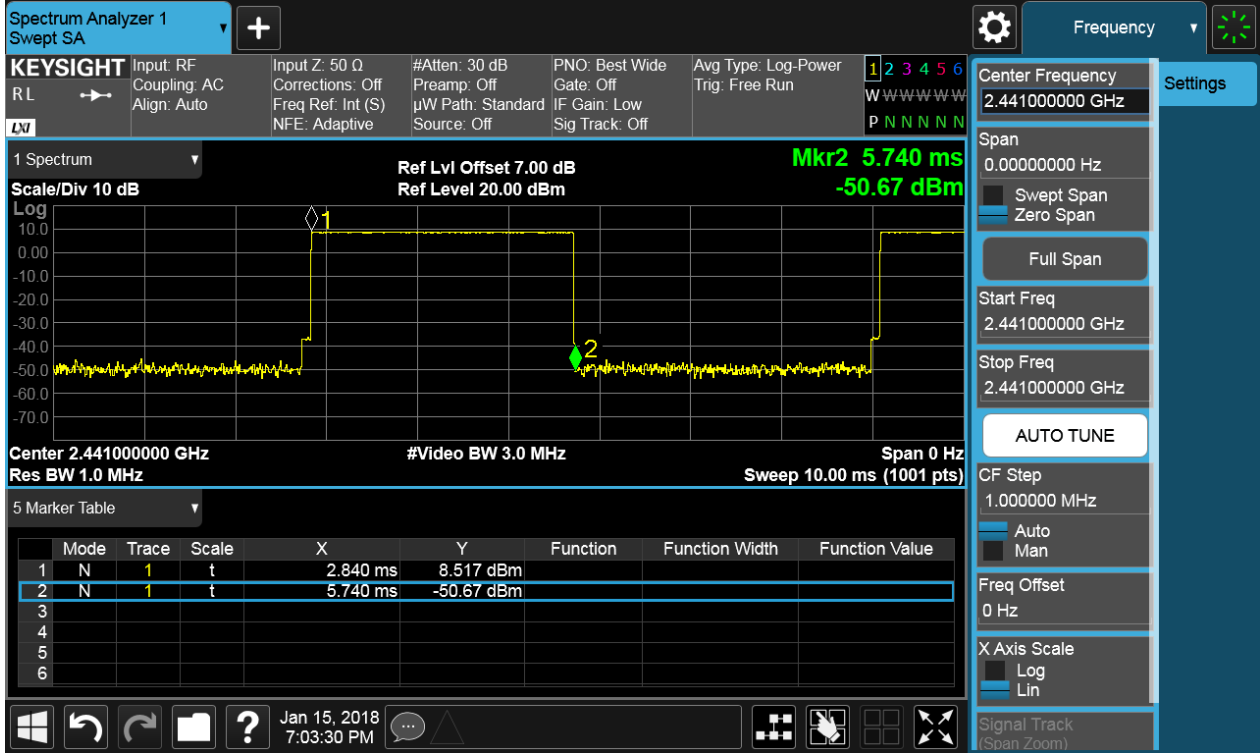 Spectrum Analyzer 1
Swept SA
Frequency
KEYSIGHT
RL
LXI
Input: RF
Coupling: AC
Align: Auto
Input Z: 50 Ω
Corrections: Off
Freq Ref: Int (S)
NFE: Adaptive
#Atten: 30 dB
Preamp: Off
µW Path: Standard
Source: Off
PNO: Best Wide
Gate: Off
IF Gain: Low
Sig Track: Off
Avg Type: Log-Power
Trig: Free Run
1 2 3 4 5 6
W W W W W W
P N N N N N
1 Spectrum
Scale/Div 10 dB
Ref Lvl Offset 7.00 dB
Ref Level 20.00 dBm
Mkr2 5.740 ms
-50.67 dBm
Log
10.0
0.00
-10.0
-20.0
-30.0
-40.0
-50.0
-60.0
-70.0
1
2
Center 2.441000000 GHz
Res BW 1.0 MHz
#Video BW 3.0 MHz
Span 0 Hz
Sweep 10.00 ms (1001 pts)
5 Marker Table
Mode Trace Scale X Y Function Function Width Function Value
1 N 1 t 2.840 ms 8.517 dBm
2 N 1 t 5.740 ms -50.67 dBm
3
4
5
6
Jan 15, 2018
7:03:30 PM
Settings
Center Frequency
2.441000000 GHz
Span
0.00000000 Hz
Swept Span
Zero Span
Full Span
Start Freq
2.441000000 GHz
Stop Freq
2.441000000 GHz
AUTO TUNE
CF Step
1.000000 MHz
Auto
Man
Freq Offset
0 Hz
X Axis Scale
Log
Lin
Signal Track
(Span Zoom)